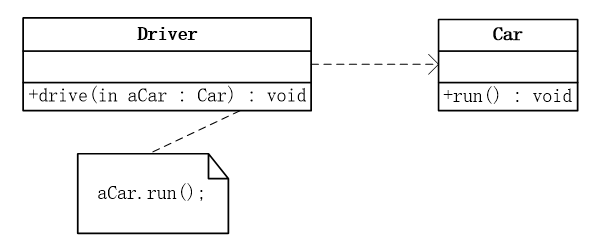 Driver
Car
+drive(in aCar : Car) : void
+run() : void
aCar.run();